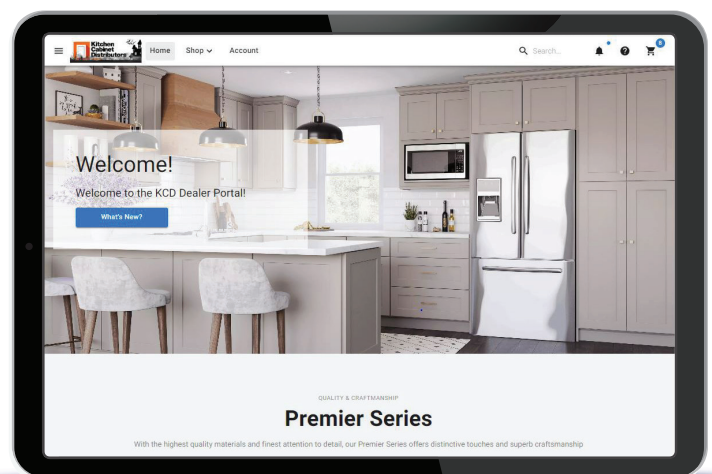 Kitchen
Cabinet
Distributors
Home
Shop
Account
Search...
8
Welcome!
Welcome to the KCD Dealer Portal!
What's New?
QUALITY & CRAFTMANSHIP
Premier Series
With the highest quality materials and finest attention to detail, our Premier Series offers distinctive touches and superb craftsmanship